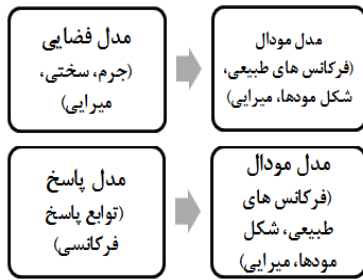 مدل فضایی
(جرم، سختی،
میرایی)
مدل مودال
(فرکانس های طبیعی،
شکل مودها، میرایی)
مدل پاسخ
(توابع پاسخ
فرکانسی)
مدل مودال
(فرکانس های
طبیعی، شکل
مودها، میرایی)